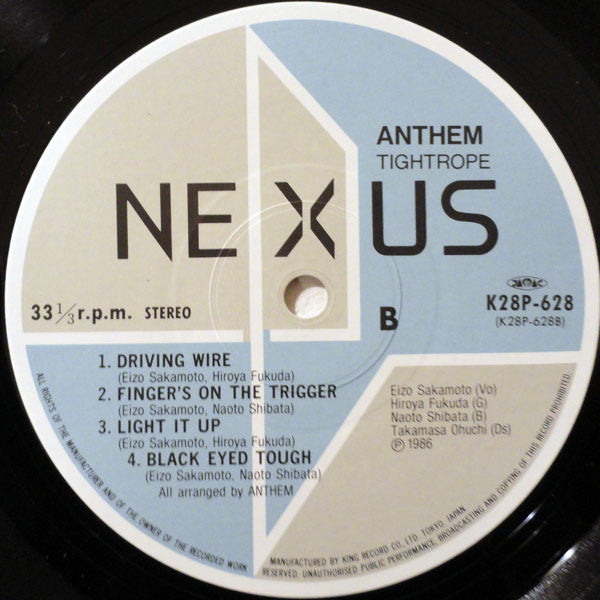 ANTHEM
TIGHTROPE
NEXUS
33 1/3 r.p.m. STEREO
B
K28P-628
(K28P-628B)
1. DRIVING WIRE
(Eizo Sakamoto, Hiroya Fukuda)
2. FINGER'S ON THE TRIGGER
(Eizo Sakamoto, Naoto Shibata)
3. LIGHT IT UP
(Eizo Sakamoto, Hiroya Fukuda)
4. BLACK EYED TOUGH
(Eizo Sakamoto, Naoto Shibata)
All arranged by ANTHEM
Eizo Sakamoto (Vo)
Hiroya Fukuda (G)
Naoto Shibata (B)
Takamasa Ohuchi (Ds)
Ⓟ 1986
ALL RIGHTS OF THE MANUFACTURER AND OF THE OWNER OF THE RECORDED WORK
RESERVED. UNAUTHORISED PUBLIC PERFORMANCE, BROADCASTING AND COPYING OF THIS RECORD PROHIBITED.
MANUFACTURED BY KING RECORD CO., LTD. TOKYO, JAPAN